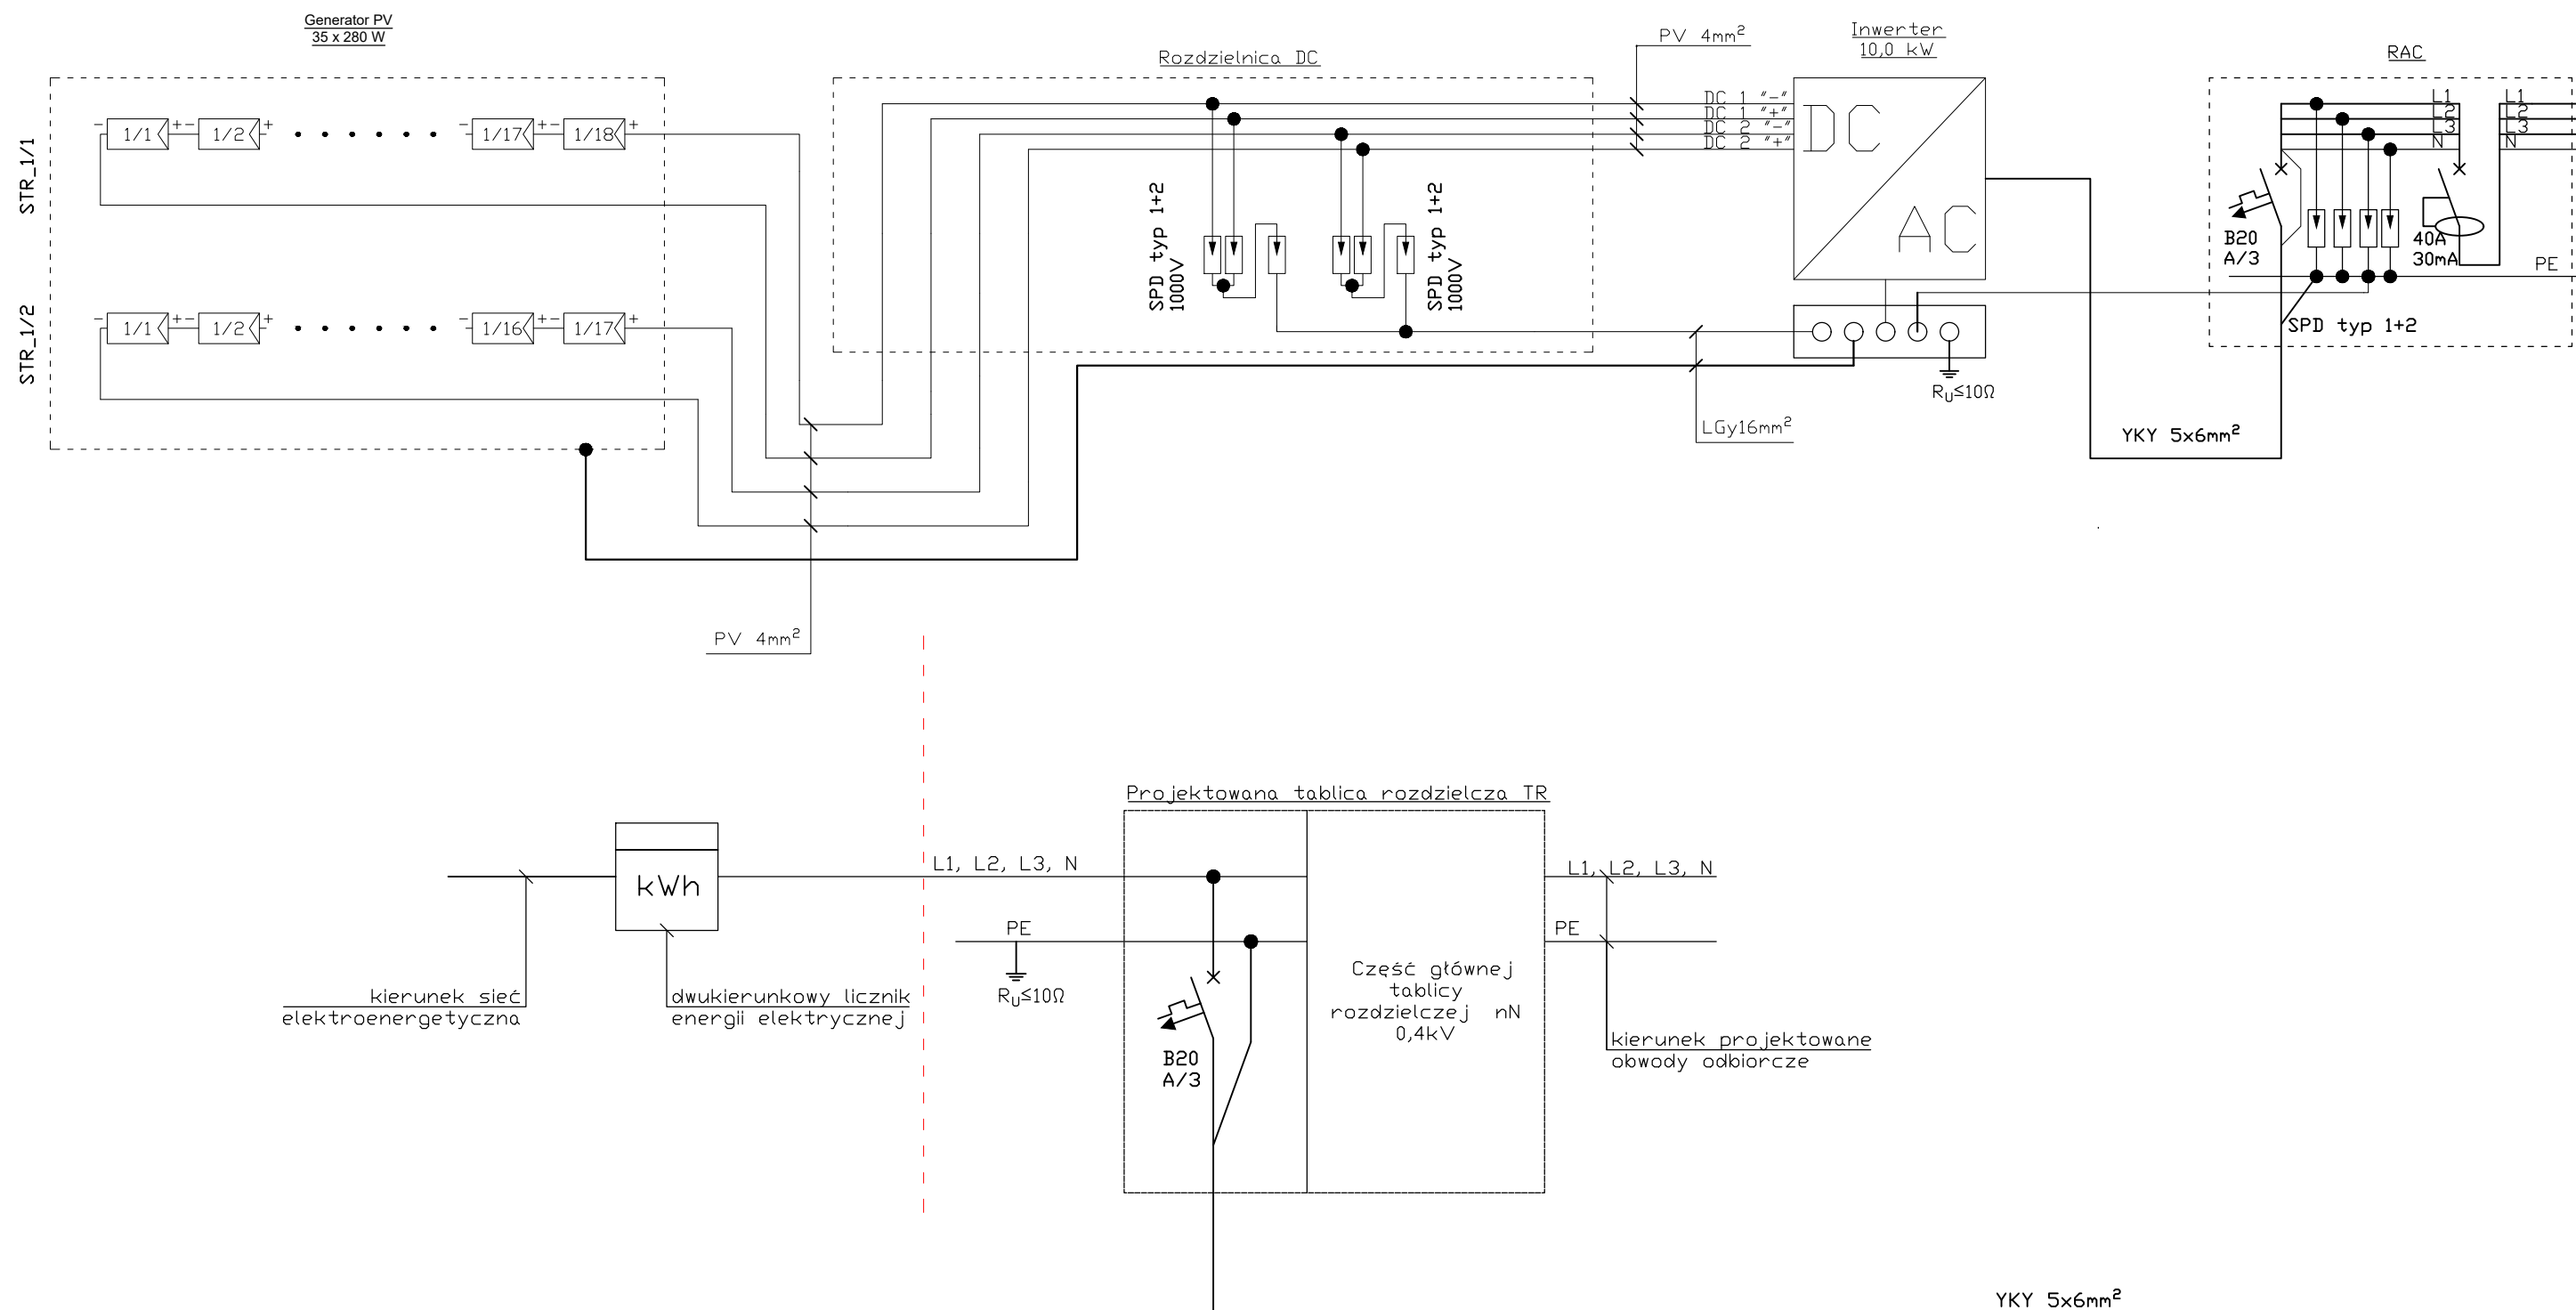 Generator PV
35 x 280 W
STR_1/1
- 1/1 +- 1/2 + - 1/17 +- 1/18 +
STR_1/2
- 1/1 +- 1/2 + - 1/16 +- 1/17 +
PV 4mm²
Rozdzielnica DC
SPD typ 1+2
1000V
SPD typ 1+2
1000V
PV 4mm²
DC 1 "-"
DC 1 "+"
DC 2 "-"
DC 2 "+"
Inwerter
10,0 kW
DC
AC
RU≤10Ω
LGy16mm²
YKY 5x6mm²
RAC
L1 L1
L2 L2
L3 L3
N N
B20
A/3
40A
30mA
PE
SPD typ 1+2
kWh
kierunek sieć
elektroenergetyczna
dwukierunkowy licznik
energii elektrycznej
L1, L2, L3, N
PE
RU≤10Ω
Projektowana tablica rozdzielcza TR
B20
A/3
Część głównej
tablicy
rozdzielczej nN
0,4kV
L1, L2, L3, N
PE
kierunek projektowane
obwody odbiorcze
YKY 5x6mm²